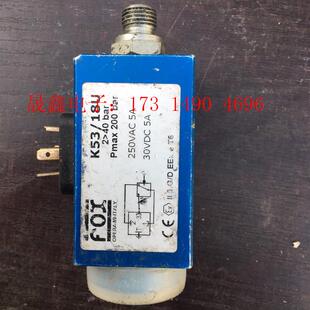 晟鑫电子 173 1490 4696
K53/18U
2>40 bar
Pmax 200 bar
250VAC 5A
30VDC 5A
fox
CE